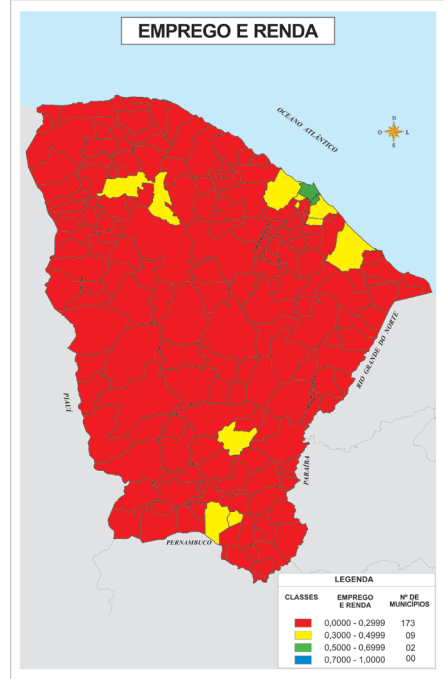 EMPREGO E RENDA
OCEANO ATLÂNTICO
N
O L
S
RIO GRANDE DO NORTE
PIAUÍ
PARAÍBA
PERNAMBUCO
LEGENDA
CLASSES EMPREGO E RENDA Nº DE MUNICÍPIOS
0,0000 - 0,2999 173
0,3000 - 0,4999 09
0,5000 - 0,6999 02
0,7000 - 1,0000 00